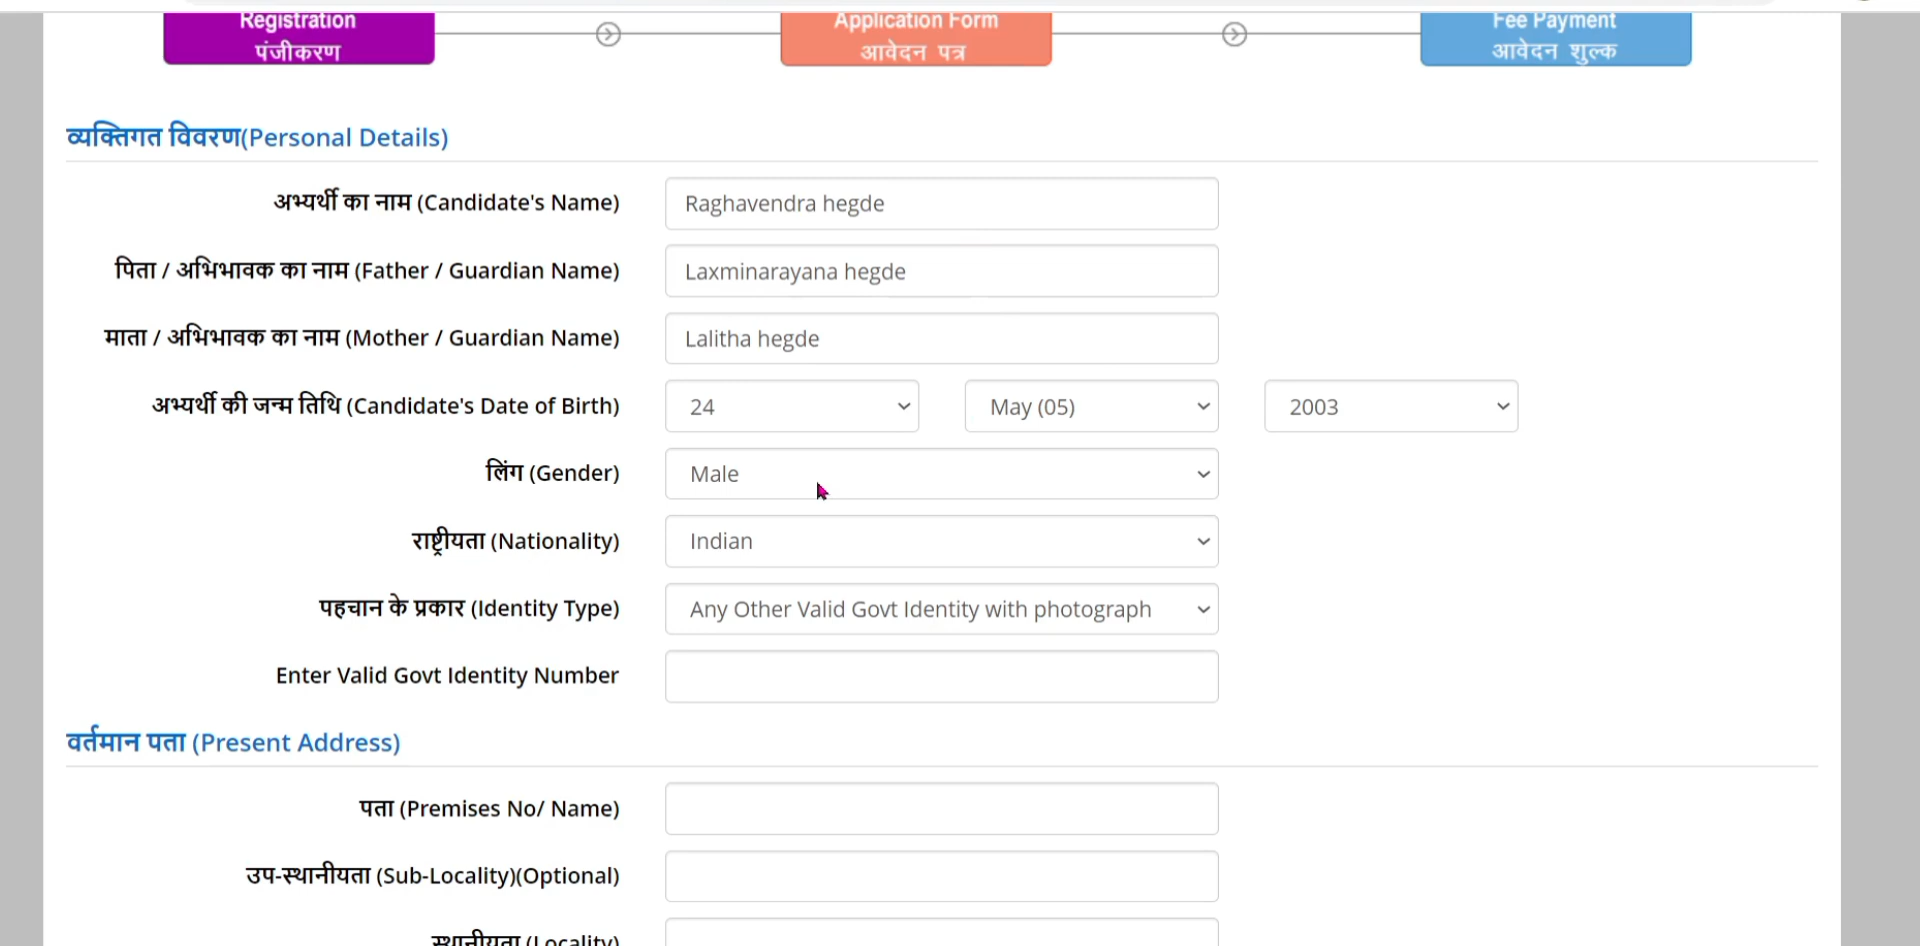 Registration
पंजीकरण
Application Form
आवेदन पत्र
Fee Payment
आवेदन शुल्क
व्यक्तिगत विवरण(Personal Details)
अभ्यर्थी का नाम (Candidate's Name) Raghavendra hegde
पिता / अभिभावक का नाम (Father / Guardian Name) Laxminarayana hegde
माता / अभिभावक का नाम (Mother / Guardian Name) Lalitha hegde
अभ्यर्थी की जन्म तिथि (Candidate's Date of Birth) 24 May (05) 2003
लिंग (Gender) Male
राष्ट्रीयता (Nationality) Indian
पहचान के प्रकार (Identity Type) Any Other Valid Govt Identity with photograph
Enter Valid Govt Identity Number
वर्तमान पता (Present Address)
पता (Premises No/ Name)
उप-स्थानीयता (Sub-Locality)(Optional)
स्थानीयता (Locality)